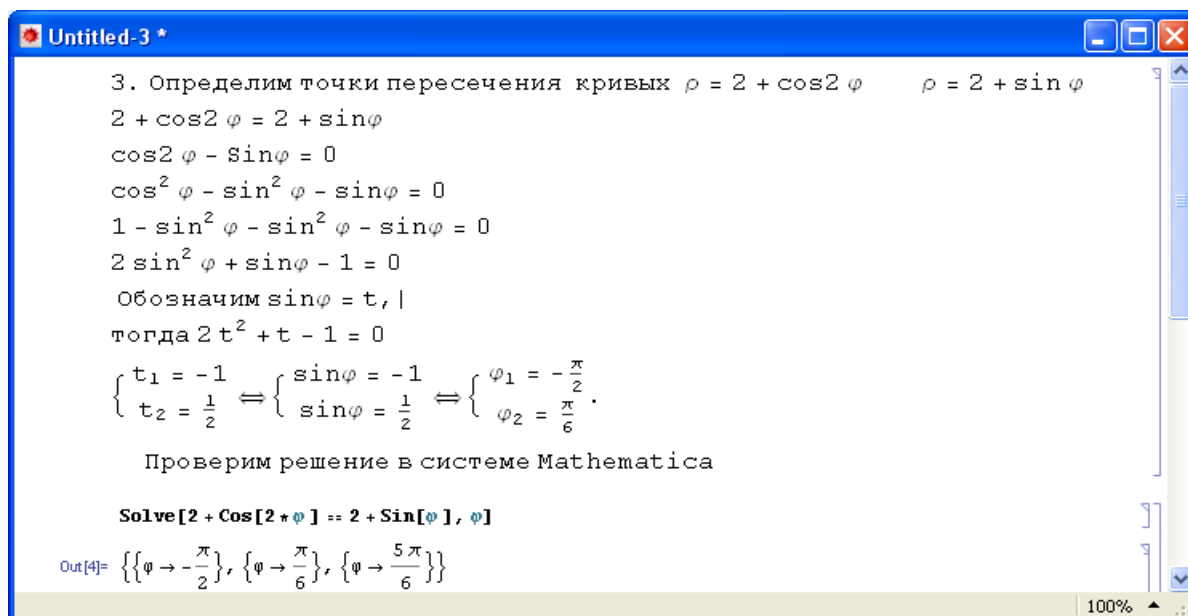 Untitled-3 *
3. Определим точки пересечения кривых ρ = 2 + cos2 φ ρ = 2 + sin φ
2 + cos2 φ = 2 + sinφ
cos2 φ - Sinφ = 0
cos² φ - sin² φ - sinφ = 0
1 - sin² φ - sin² φ - sinφ = 0
2 sin² φ + sinφ - 1 = 0
Обозначим sinφ = t,
тогда 2 t² + t - 1 = 0
{ t₁ = -1 t₂ = 1/2 ⟺ { sinφ = -1 sinφ = 1/2 ⟺ { φ₁ = -π/2 φ₂ = π/6 .
Проверим решение в системе Mathematica
Solve[2 + Cos[2 * φ] == 2 + Sin[φ], φ]
Out[4]= {{φ → -π/2}, {φ → π/6}, {φ → 5 π/6}}
100%